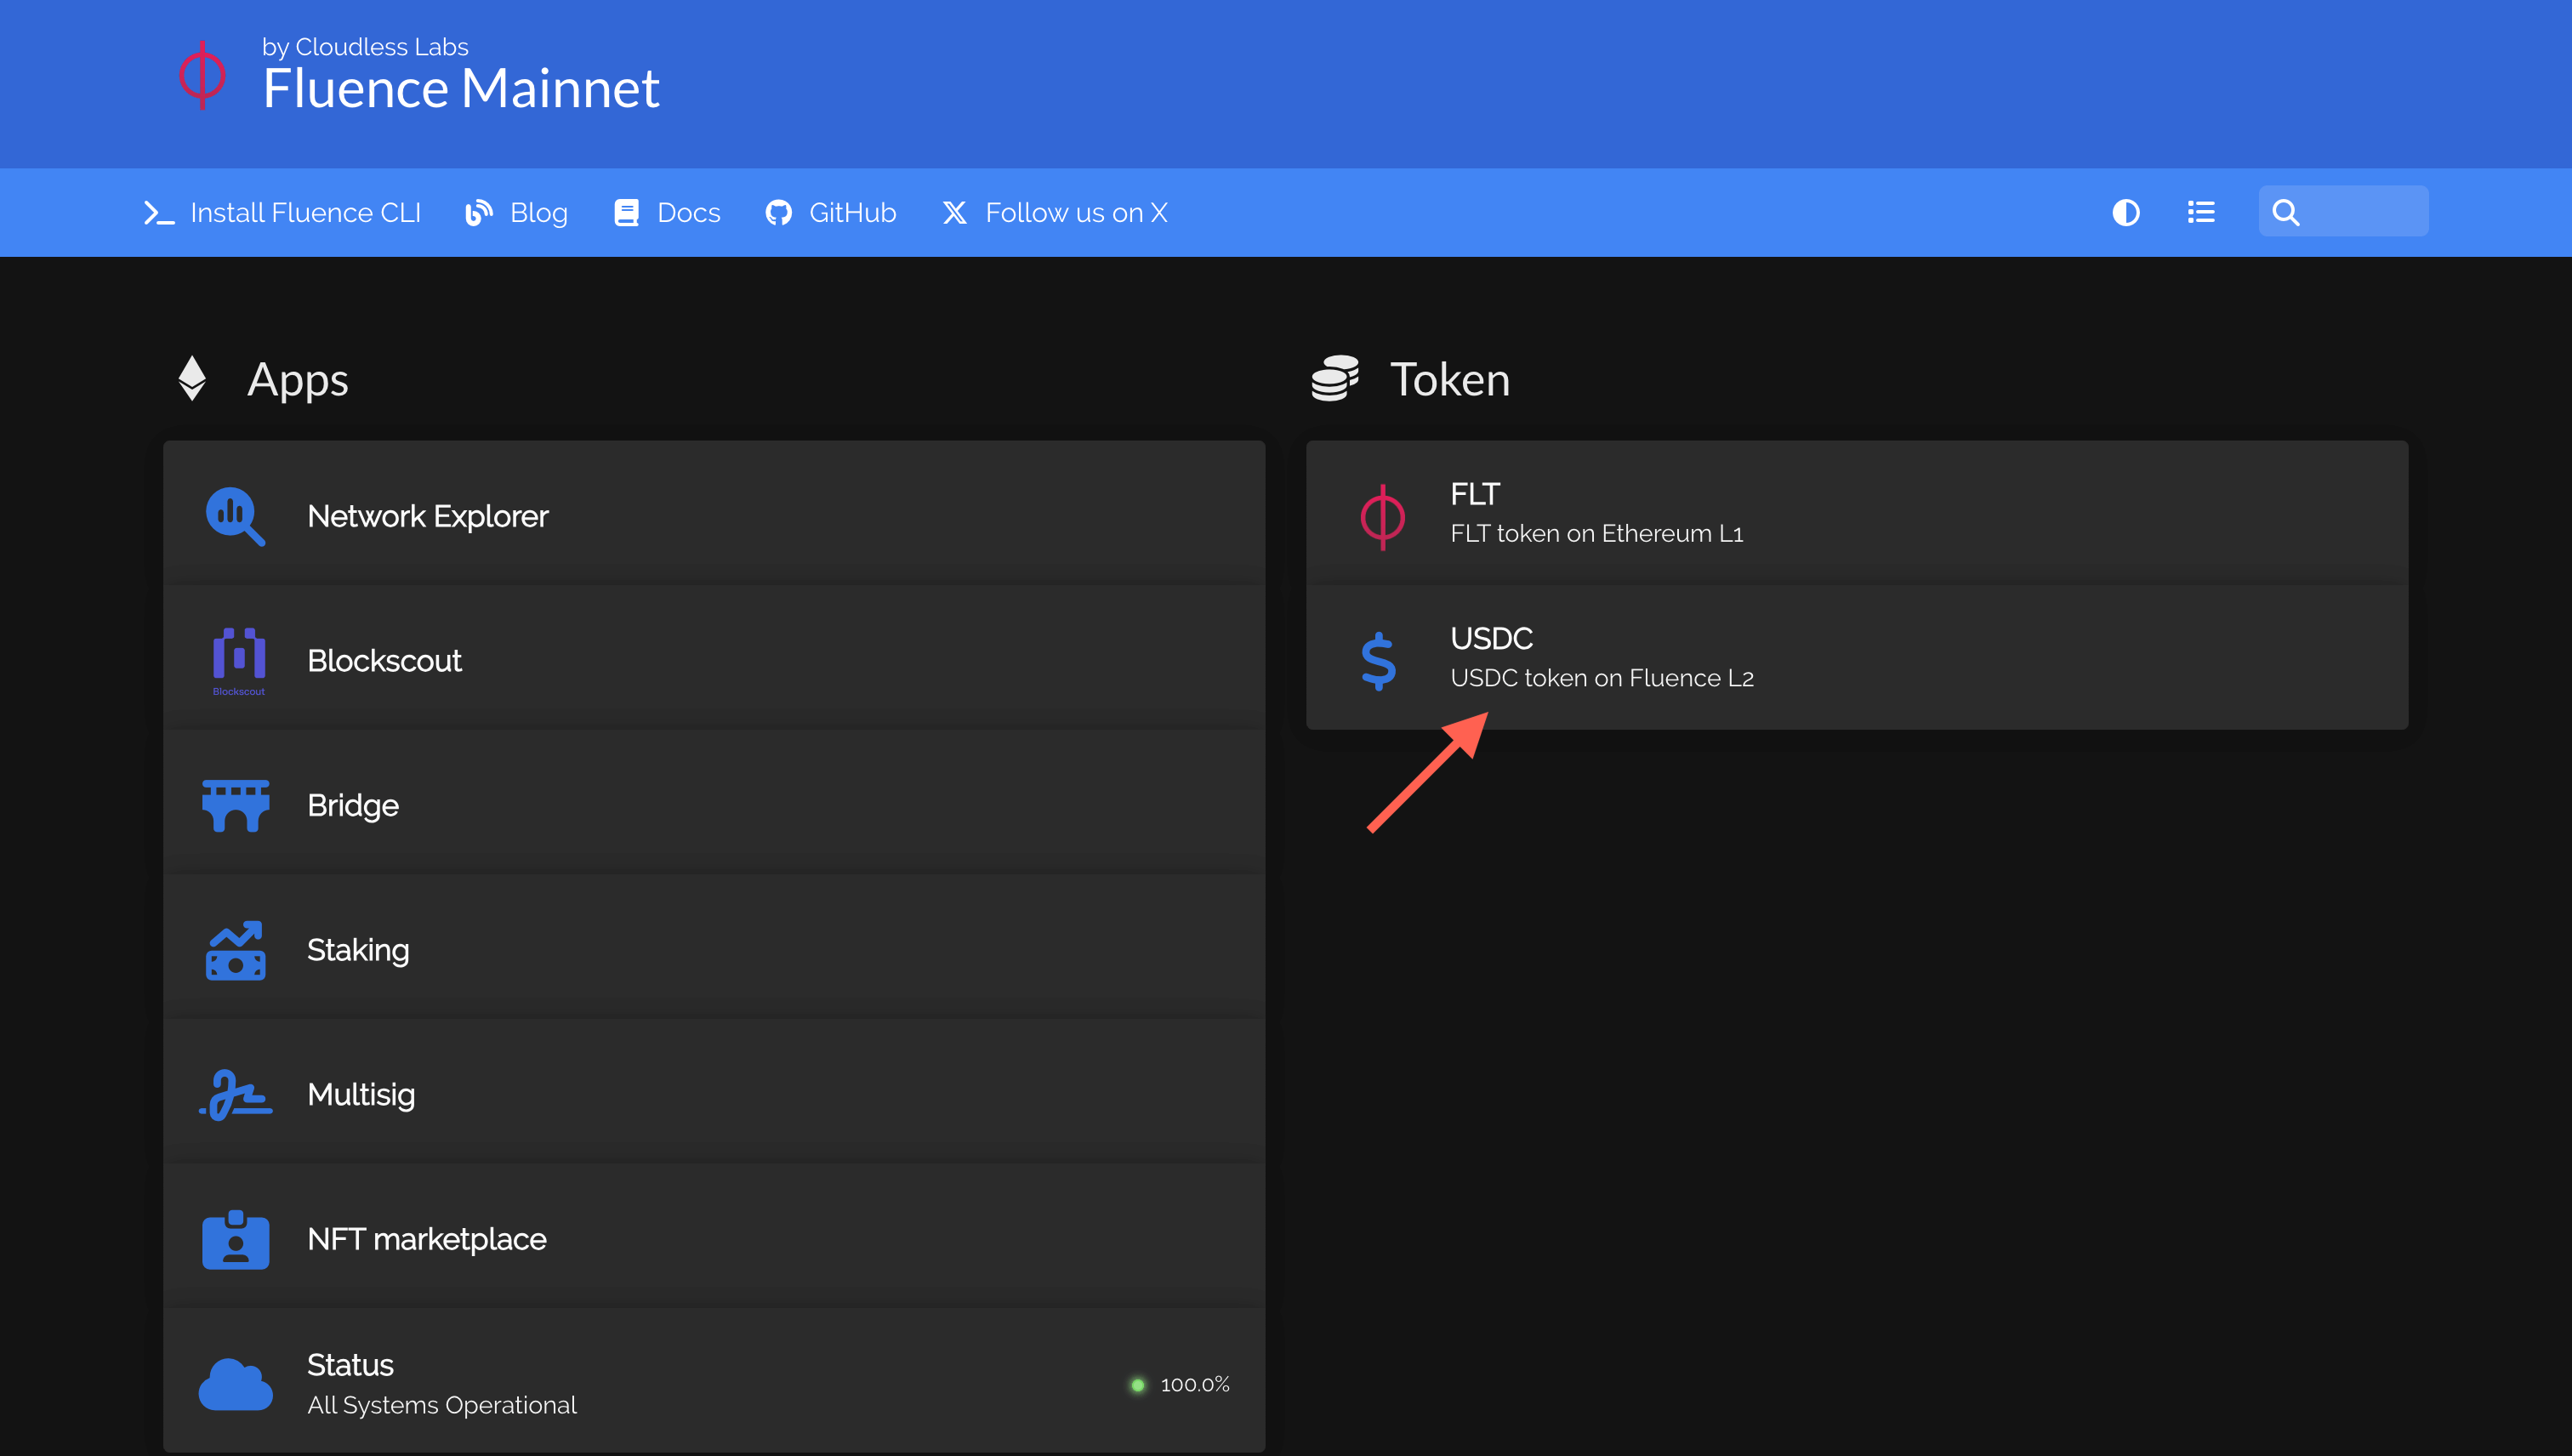 by Cloudless Labs
Fluence Mainnet
Install Fluence CLI
Blog
Docs
GitHub
Follow us on X
Apps
Network Explorer
Blockscout
Blockscout
Bridge
Staking
Multisig
NFT marketplace
Status
All Systems Operational
100.0%
Token
FLT
FLT token on Ethereum L1
USDC
USDC token on Fluence L2